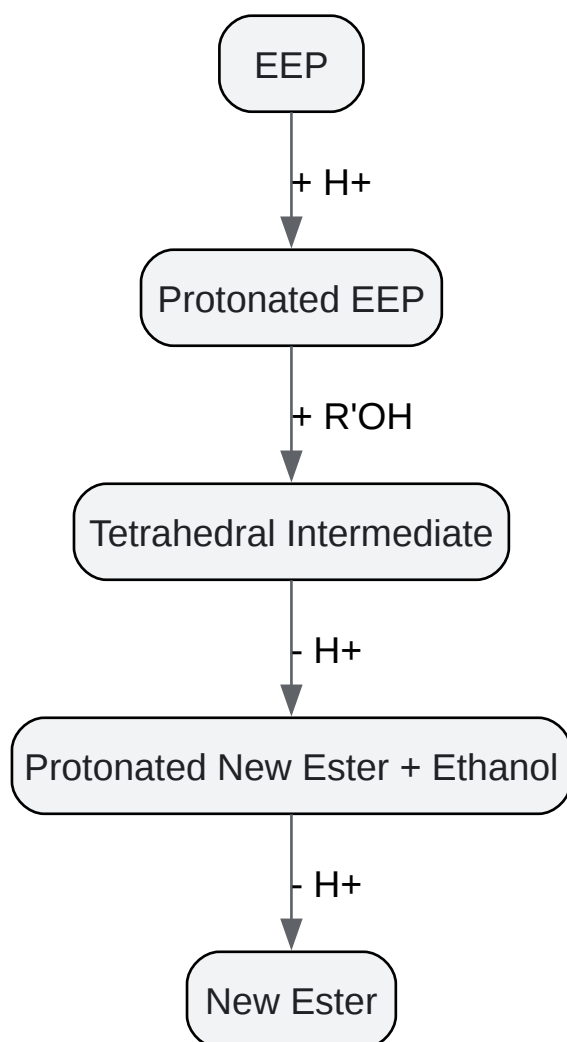 EEP
+ H+
Protonated EEP
+ R'OH
Tetrahedral Intermediate
- H+
Protonated New Ester + Ethanol
- H+
New Ester